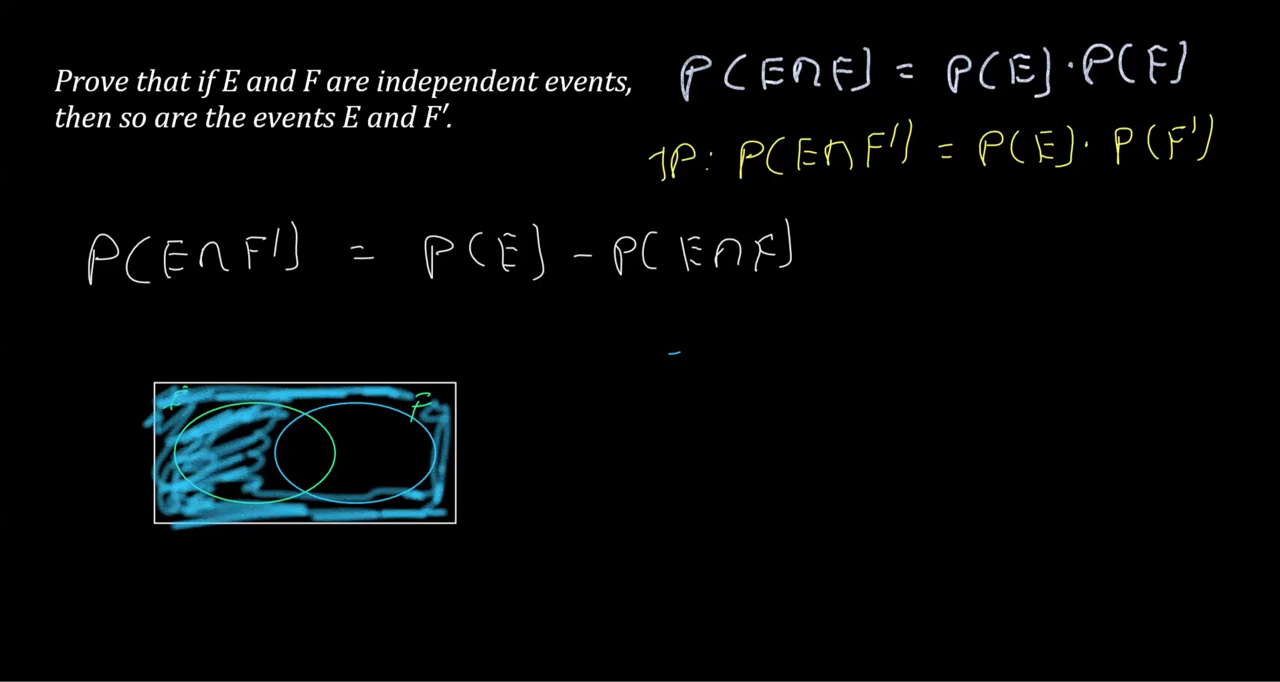 Prove that if E and F are independent events,
then so are the events E and F′.
P(E∩F) = P(E)·P(F)
TP: P(E∩F') = P(E)· P(F')
P(E∩F') = P(E) - P(E∩F)
F